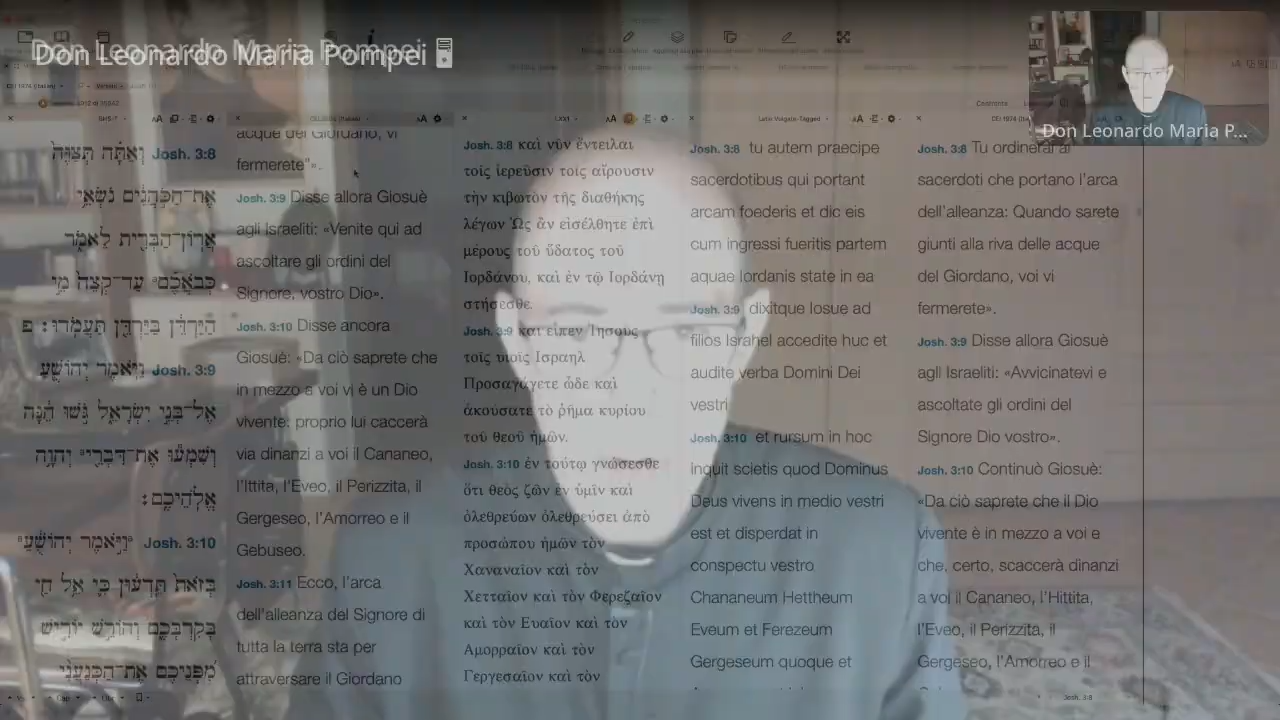 Don Leonardo Maria Pompei
Don Leonardo Maria P...
Josh. 3:8 וְאַתָּ֗ה תְּצַוֶּה֙
אֶת־הַכֹּ֣הֲנִ֔ים נֹשְׂאֵ֥י
אֲרֽוֹן־הַבְּרִ֖ית לֵאמֹ֑ר
כְּבֹאֲכֶ֗ם עַד־קְצֵה֙ מֵ֣י
הַיַּרְדֵּ֔ן בַּיַּרְדֵּ֖ן תַּעֲמֹֽדוּ׃ פ
Josh. 3:9 וַיֹּ֥אמֶר יְהוֹשֻׁ֖עַ
אֶל־בְּנֵ֣י יִשְׂרָאֵ֑ל גֹּ֣שׁוּ הֵ֔נָּה
וְשִׁמְע֕וּ אֶת־דִּבְרֵ֖י יְהוָ֥ה
אֱלֹהֵיכֶֽם׃
Josh. 3:10 וַיֹּ֣אמֶר יְהוֹשֻׁ֔עַ
בְּזֹאת֙ תֵּֽדְע֔וּן כִּ֛י אֵ֥ל חַ֖י
בְּקִרְבְּכֶ֑ם וְהוֹרֵ֣שׁ יוֹרִ֣ישׁ
מִ֠פְּנֵיכֶם אֶת־הַכְּנַעֲנִ֨י
acque del Giordano, vi
fermerete"».
Josh. 3:9 Disse allora Giosuè
agli Israeliti: «Venite qui ad
ascoltare gli ordini del
Signore, vostro Dio».
Josh. 3:10 Disse ancora
Giosuè: «Da ciò saprete che
in mezzo a voi vi è un Dio
vivente: proprio lui caccerà
via dinanzi a voi il Cananeo,
l'Ittita, l'Eveo, il Perizzita, il
Gergeseo, l'Amorreo e il
Gebuseo.
Josh. 3:11 Ecco, l'arca
dell'alleanza del Signore di
tutta la terra sta per
attraversare il Giordano
Josh. 3:8 καὶ νῦν ἔντειλαι
τοῖς ἱερεῦσιν τοῖς αἴρουσιν
τὴν κιβωτὸν τῆς διαθήκης
λέγων Ὡς ἂν εἰσέλθητε ἐπὶ
μέρους τοῦ ὕδατος τοῦ
Ιορδάνου, καὶ ἐν τῷ Ιορδάνῃ
στήσεσθε.
Josh. 3:9 καὶ εἶπεν Ἰησοῦς
τοῖς υἱοῖς Ισραηλ
Προσαγάγετε ὧδε καὶ
ἀκούσατε τὸ ῥῆμα κυρίου
τοῦ θεοῦ ἡμῶν.
Josh. 3:10 ἐν τούτῳ γνώσεσθε
ὅτι θεὸς ζῶν ἐν ὑμῖν καὶ
ὀλεθρεύων ὀλεθρεύσει ἀπὸ
προσώπου ἡμῶν τὸν
Χαναναῖον καὶ τὸν
Χετταῖον καὶ τὸν Φερεζαῖον
καὶ τὸν Ευαῖον καὶ τὸν
Αμορραῖον καὶ τὸν
Γεργεσαῖον καὶ τὸν
Latin Vulgate-Tagged
Josh. 3:8 tu autem praecipe
sacerdotibus qui portant
arcam foederis et dic eis
cum ingressi fueritis partem
aquae Iordanis state in ea
Josh. 3:9 dixitque Iosue ad
filios Israhel accedite huc et
audite verba Domini Dei
vestri
Josh. 3:10 et rursum in hoc
inquit scietis quod Dominus
Deus vivens in medio vestri
est et disperdat in
conspectu vestro
Chananeum Hettheum
Eveum et Ferezeum
Gergeseum quoque et
Josh. 3:8 Tu ordinerai ai
sacerdoti che portano l'arca
dell'alleanza: Quando sarete
giunti alla riva delle acque
del Giordano, voi vi
fermerete».
Josh. 3:9 Disse allora Giosuè
agli Israeliti: «Avvicinatevi e
ascoltate gli ordini del
Signore Dio vostro».
Josh. 3:10 Continuò Giosuè:
«Da ciò saprete che il Dio
vivente è in mezzo a voi e
che, certo, scaccerà dinanzi
a voi il Cananeo, l'Hittita,
l'Eveo, il Perizzita, il
Gergeseo, l'Amorreo e il
Josh. 3:8